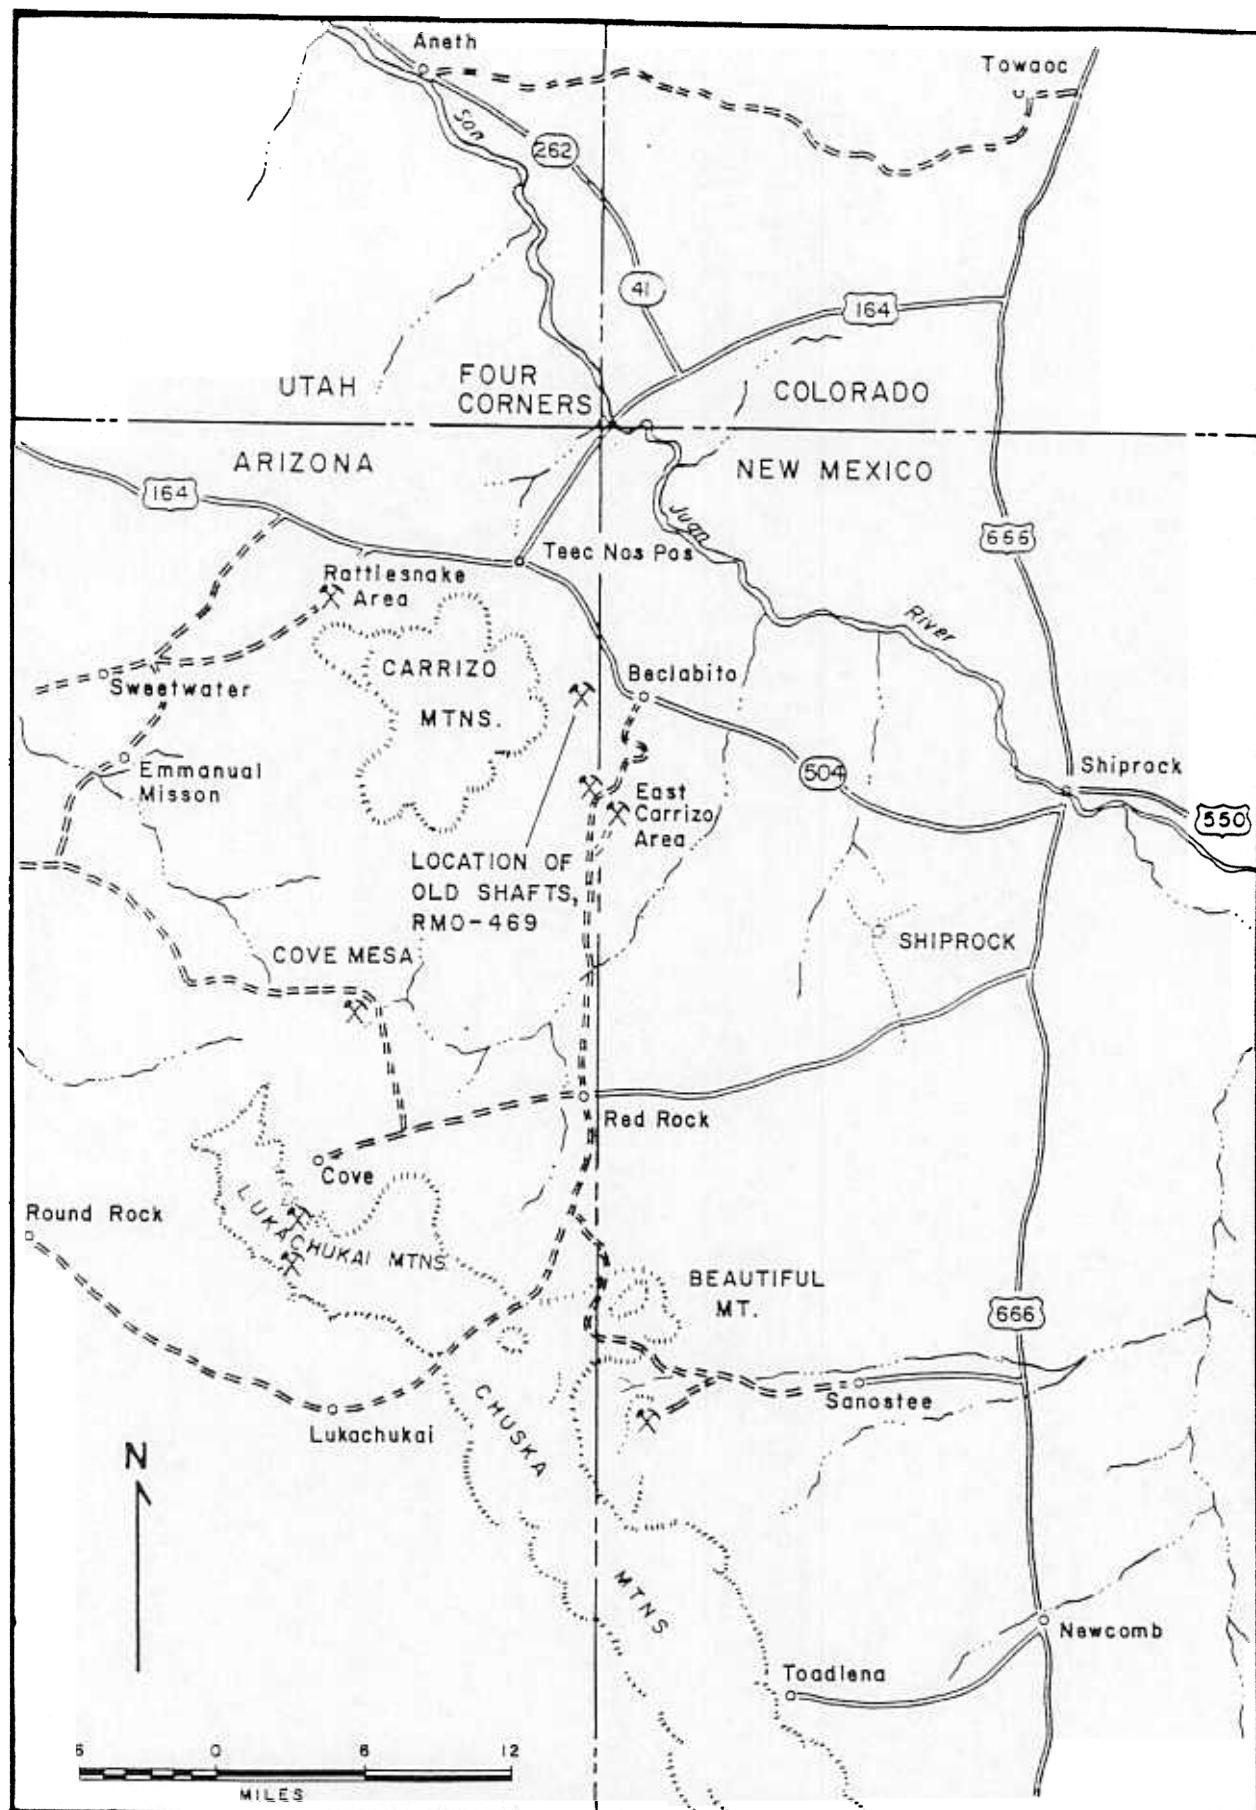 Aneth
Towaoc
San
262
41
164
UTAH
FOUR
CORNERS
COLORADO
ARIZONA
NEW MEXICO
164
Juan
666
Teec Nos Pos
Rattlesnake
Area
River
CARRIZO
MTNS.
Beclabito
Sweetwater
504
Shiprock
Emmanual
Misson
East
Carrizo
Area
550
LOCATION OF
OLD SHAFTS,
RMO-469
SHIPROCK
COVE MESA
Red Rock
Cove
Round Rock
LUKACHUKAI MTNS
BEAUTIFUL
MT.
666
Sanostee
CHUSKA
Lukachukai
N
MTNS
Newcomb
Toadlena
6 0 6 12
MILES